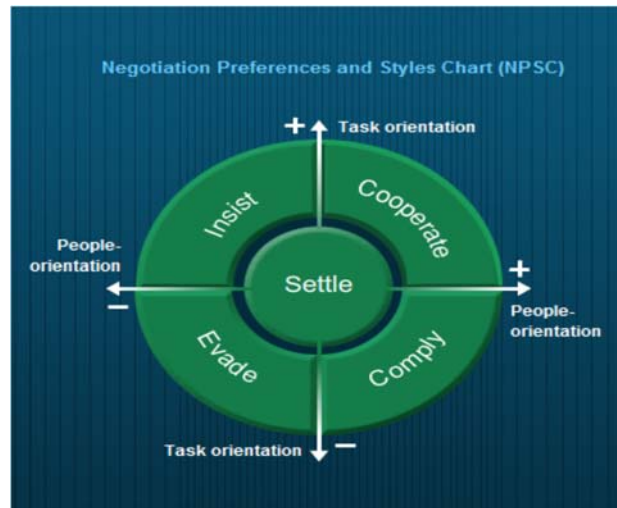 Negotiation Preferences and Styles Chart (NPSC)
+
Task orientation
Insist
Cooperate
People-
orientation
−
Settle
+
People-
orientation
Evade
Comply
Task orientation
−